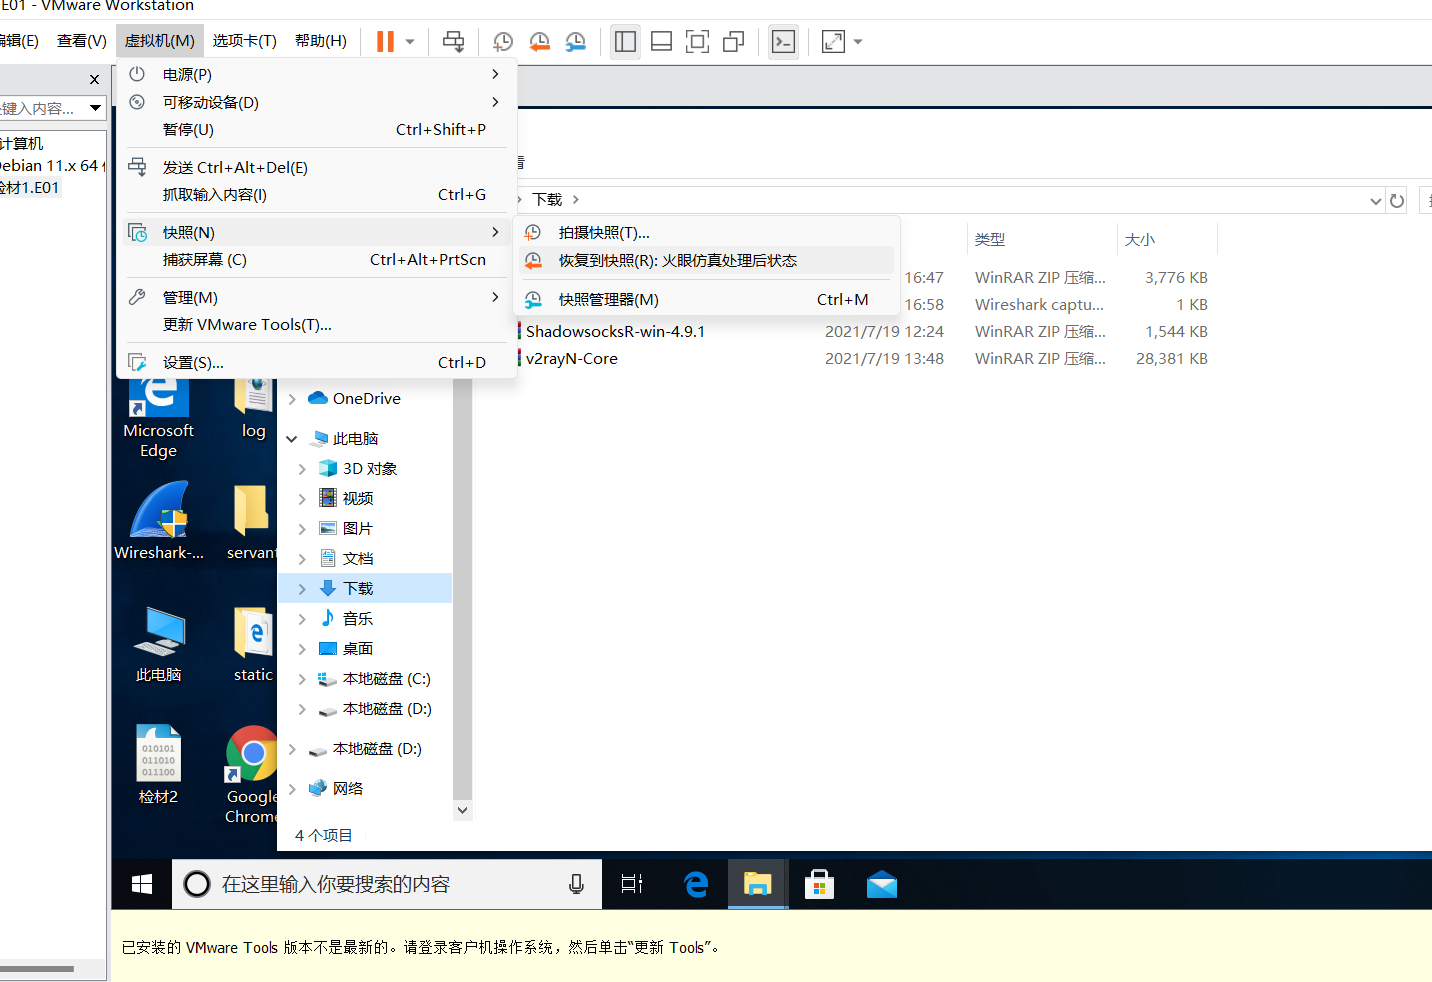 E01 - VMware Workstation
编辑(E) 查看(V) 虚拟机(M) 选项卡(T) 帮助(H)
键入内容...
计算机
Debian 11.x 64
检材1.E01
电源(P)
可移动设备(D)
暂停(U) Ctrl+Shift+P
发送 Ctrl+Alt+Del(E)
抓取输入内容(I) Ctrl+G
快照(N)
捕获屏幕 (C) Ctrl+Alt+PrtScn
管理(M)
更新 VMware Tools(T)...
设置(S)... Ctrl+D
拍摄快照(T)...
恢复到快照(R): 火眼仿真处理后状态
快照管理器(M) Ctrl+M
看
下载
类型 大小
16:47 WinRAR ZIP 压缩... 3,776 KB
16:58 Wireshark captu... 1 KB
ShadowsocksR-win-4.9.1 2021/7/19 12:24 WinRAR ZIP 压缩... 1,544 KB
v2rayN-Core 2021/7/19 13:48 WinRAR ZIP 压缩... 28,381 KB
Microsoft Edge
log
Wireshark-...
servant
此电脑
static
检材2
010101
011010
011100
Google Chrome
OneDrive
此电脑
3D 对象
视频
图片
文档
下载
音乐
桌面
本地磁盘 (C:)
本地磁盘 (D:)
本地磁盘 (D:)
网络
4 个项目
在这里输入你要搜索的内容
已安装的 VMware Tools 版本不是最新的。请登录客户机操作系统，然后单击“更新 Tools”。